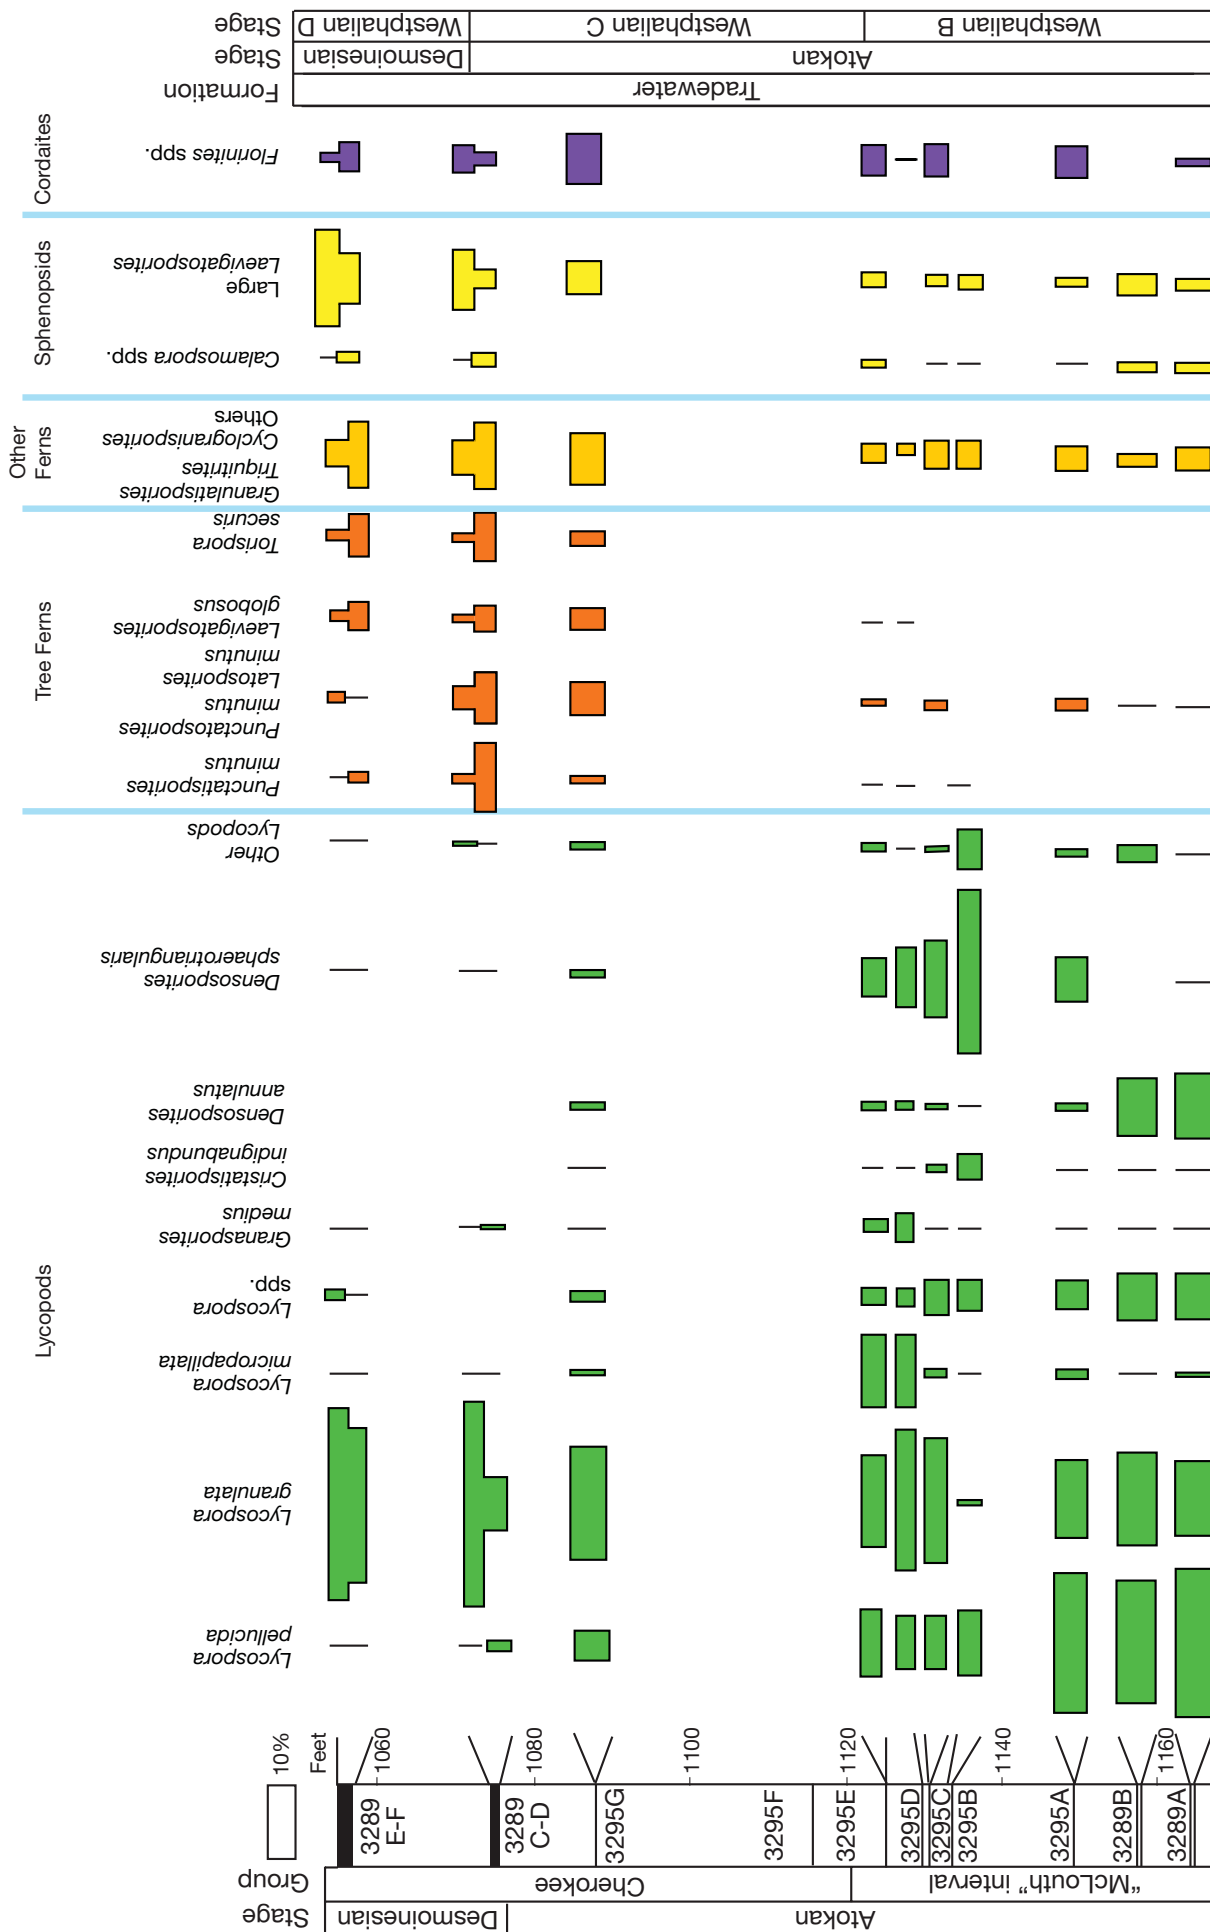 Stage
Westphalian D
Westphalian C
Westphalian B
Stage
Desmoinesian
Atokan
Formation
Tradewater
Cordaites
Florinites spp.
Sphenopsids
Large
Laevigatosporites
Calamospora spp.
Other
Ferns
Granulatisporites
Triquitrites
Cyclogranisporites
Others
Tree Ferns
Torispora
securis
Laevigatosporites
globosus
Punctatosporites
minutus
Latosporites
minutus
Punctatisporites
minutus
Lycopods
Other
Lycopods
Densosporites
sphaerotriangularis
Densosporites
annulatus
Cristatisporites
indignabundus
Granasporites
medius
Lycospora
spp.
Lycospora
micropapillata
Lycospora
granulata
Lycospora
pellucida
10%
Feet
1060
1080
1100
1120
1140
1160
3289
E-F
3289
C-D
3295G
3295F
3295E
3295D
3295C
3295B
3295A
3289B
3289A
Group
Cherokee
"McLouth" interval
Stage
Desmoinesian
Atokan